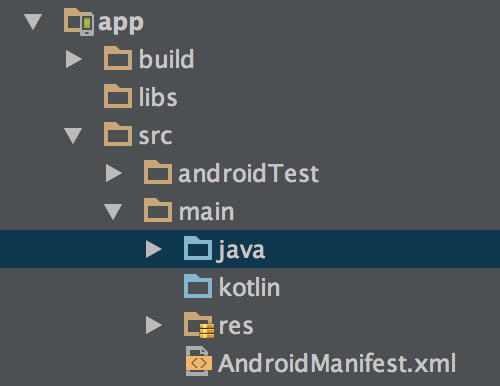 app
build
libs
src
androidTest
main
java
kotlin
res
AndroidManifest.xml